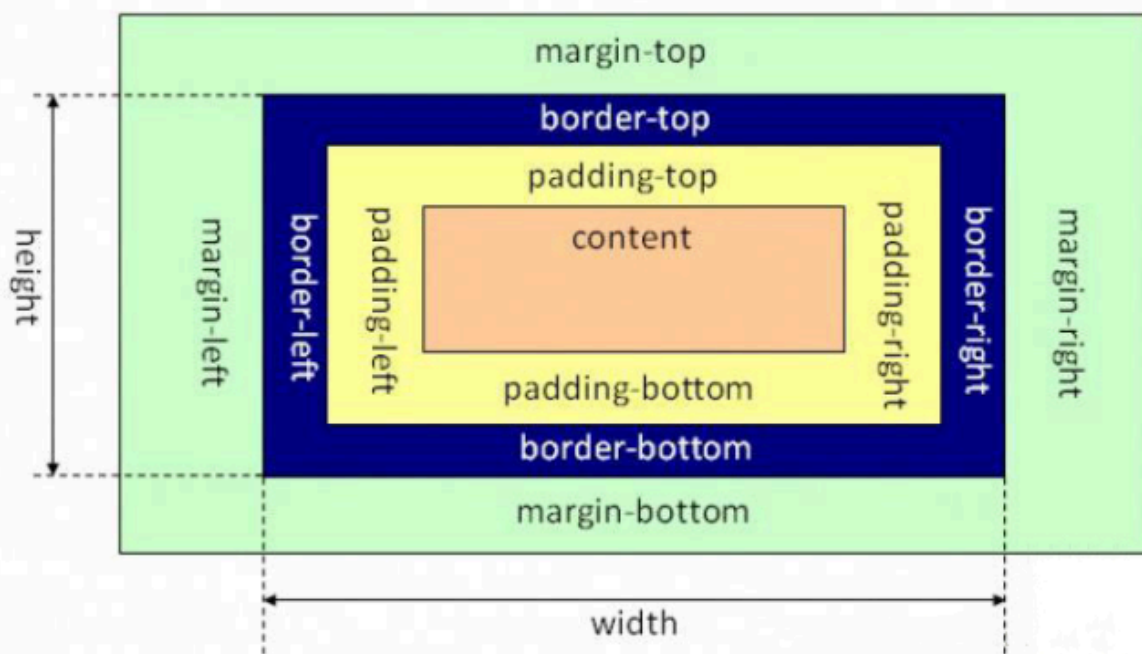 margin-top
border-top
padding-top
content
height
margin-left
border-left
padding-left
padding-right
border-right
margin-right
padding-bottom
border-bottom
margin-bottom
width